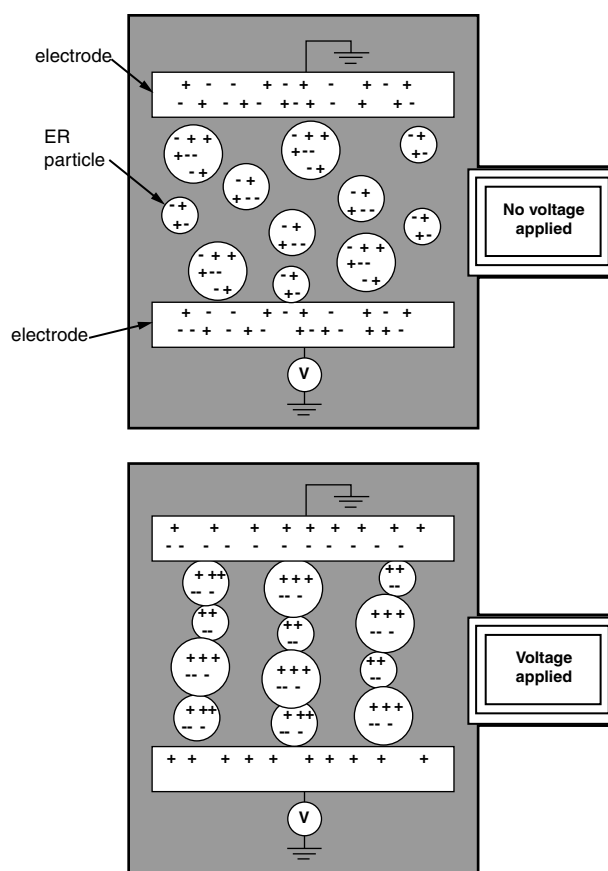 electrode
+ - - + - + - + - +
- + + - + - + - + + -
ER
particle
- + +
+ - -
- +
- + +
+ - -
- +
- +
+ -
- +
+ - -
- +
+ - -
- +
+ -
- +
+ - -
- +
+ -
- + +
+ - -
- +
- + +
+ - -
- +
- +
+ -
No voltage
applied
electrode
+ - - + - + - + - +
- - + - + - + - + - + + -
V
+ + + + + + + + +
- - - - - - - - - -
+ + +
- - -
+ + +
- - -
+ +
- -
+ +
- -
+ +
- -
+ + +
- - -
+ + +
- - -
+ + +
- - -
+ +
- -
+ + +
- - -
+ + +
- - -
+ + +
- - -
Voltage
applied
+ + + + + + + + + +
V